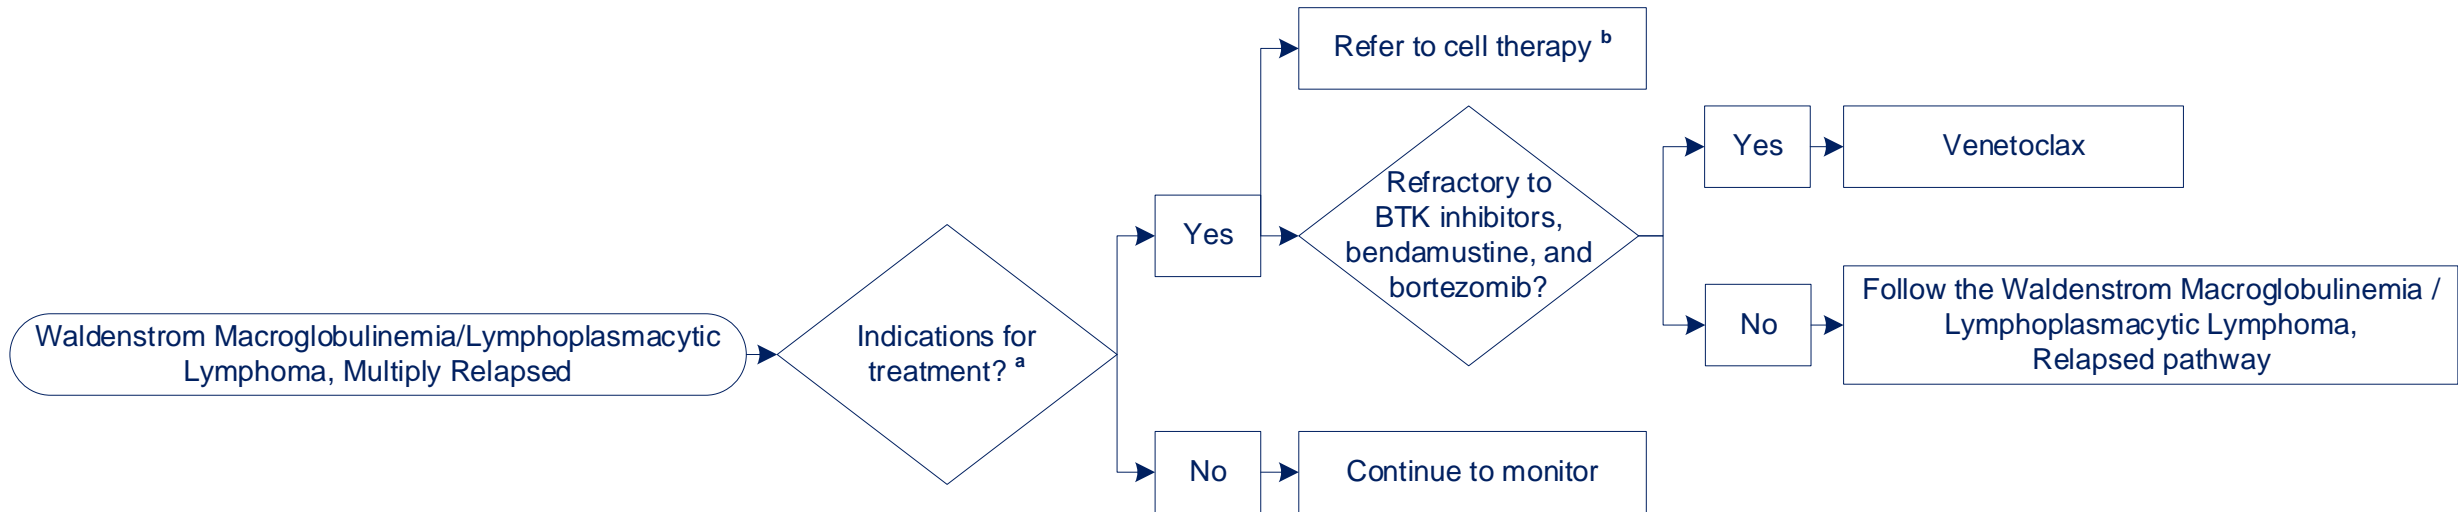 Waldenstrom Macroglobulinemia/Lymphoplasmacytic
Lymphoma, Multiply Relapsed
Indications for
treatment? a
Yes
Refer to cell therapy b
Refractory to
BTK inhibitors,
bendamustine, and
bortezomib?
Yes
Venetoclax
No
Follow the Waldenstrom Macroglobulinemia /
Lymphoplasmacytic Lymphoma,
Relapsed pathway
No
Continue to monitor